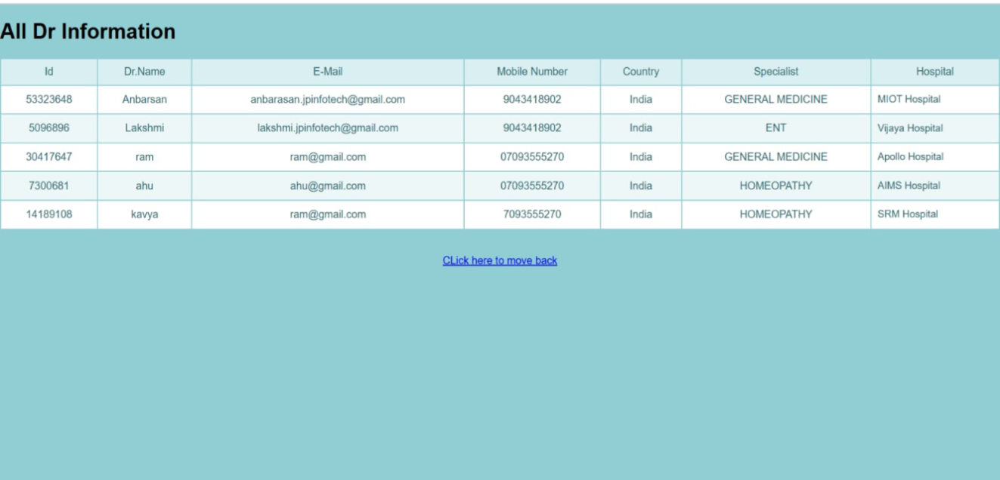 All Dr Information
Id Dr.Name E-Mail Mobile Number Country Specialist Hospital
53323648 Anbarsan anbarasan.jpinfotech@gmail.com 9043418902 India GENERAL MEDICINE MIOT Hospital
5096896 Lakshmi lakshmi.jpinfotech@gmail.com 9043418902 India ENT Vijaya Hospital
30417647 ram ram@gmail.com 07093555270 India GENERAL MEDICINE Apollo Hospital
7300681 ahu ahu@gmail.com 07093555270 India HOMEOPATHY AIMS Hospital
14189108 kavya ram@gmail.com 7093555270 India HOMEOPATHY SRM Hospital
CLick here to move back